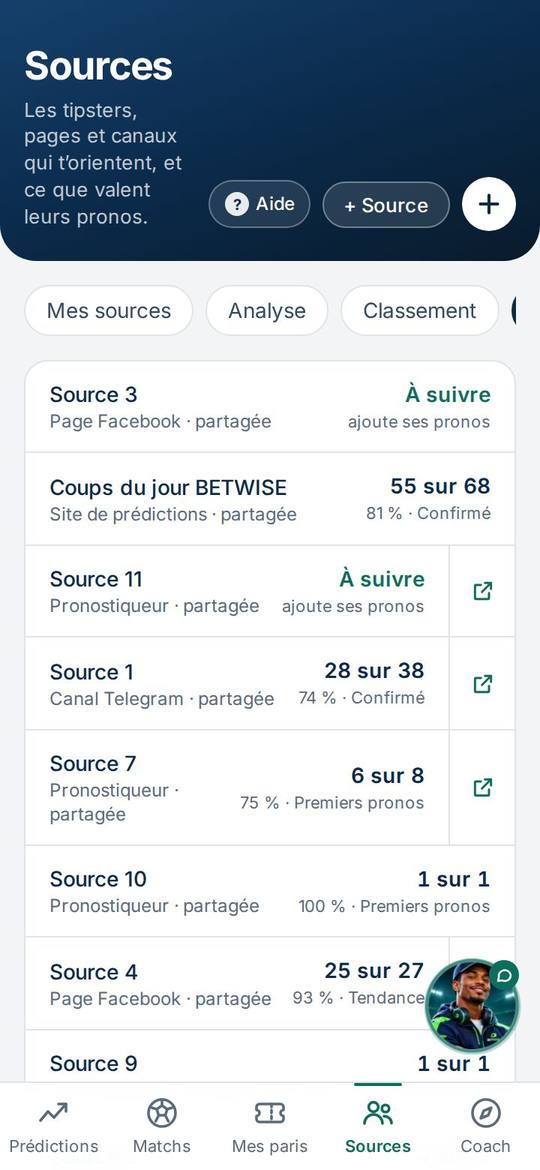 Sources
Les tipsters,
pages et canaux
qui t’orientent, et
ce que valent
leurs pronos.
? Aide
+ Source
Mes sources
Analyse
Classement
Source 3
À suivre
Page Facebook · partagée
ajoute ses pronos
Coups du jour BETWISE
55 sur 68
Site de prédictions · partagée
81 % · Confirmé
Source 11
À suivre
Pronostiqueur · partagée
ajoute ses pronos
Source 1
28 sur 38
Canal Telegram · partagée
74 % · Confirmé
Source 7
6 sur 8
Pronostiqueur ·
partagée
75 % · Premiers pronos
Source 10
1 sur 1
Pronostiqueur · partagée
100 % · Premiers pronos
Source 4
25 sur 27
Page Facebook · partagée
93 % · Tendance
Source 9
1 sur 1
Prédictions
Matchs
Mes paris
Sources
Coach